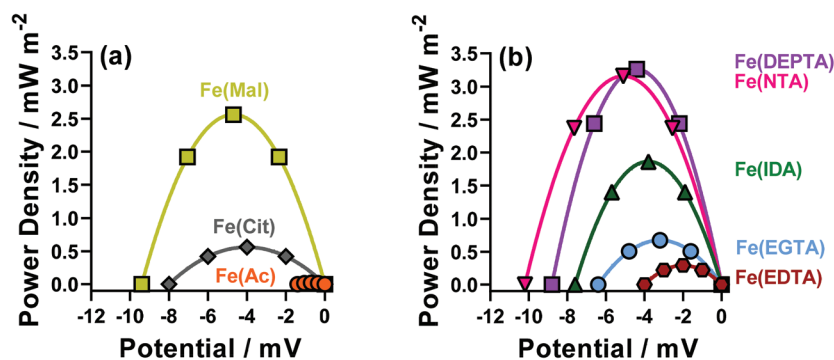 (a)
Power Density / mW m-2
3.5
3.0
2.5
2.0
1.5
1.0
0.5
0.0
Fe(Mal)
Fe(Cit)
Fe(Ac)
-12 -10 -8 -6 -4 -2 0
Potential / mV
(b)
Power Density / mW m-2
3.5
3.0
2.5
2.0
1.5
1.0
0.5
0.0
Fe(DEPTA)
Fe(NTA)
Fe(IDA)
Fe(EGTA)
Fe(EDTA)
-12 -10 -8 -6 -4 -2 0
Potential / mV